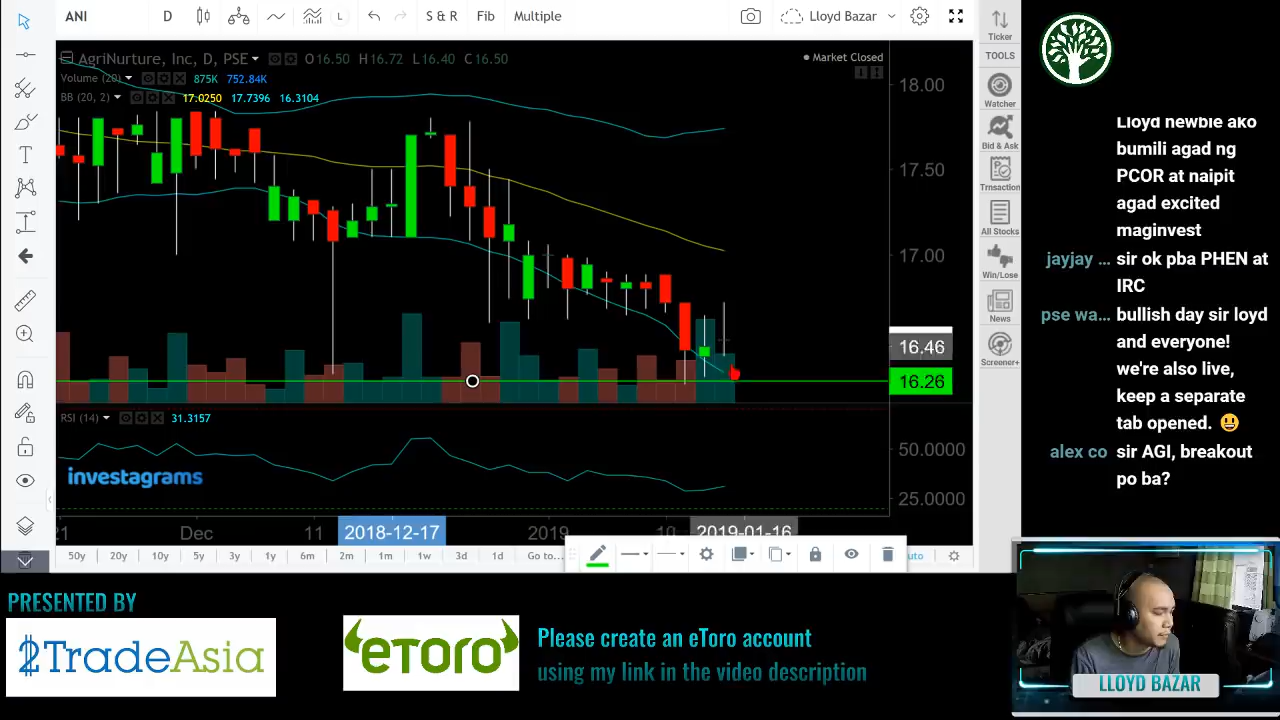 ANI
D
L
S & R
Fib
Multiple
Lloyd Bazar
Ticker
TOOLS
Watcher
Bid & Ask
Trnsaction
All Stocks
Win/Lose
News
Screener+
AgriNurture, Inc, D, PSE
O16.50 H16.72 L16.40 C16.50
Market Closed
Volume (20)
875K 752.84K
BB (20, 2)
17.0250 17.7396 16.3104
18.00
17.50
17.00
16.46
16.26
RSI (14)
31.3157
50.0000
25.0000
investagrams
21
Dec
11
2018-12-17
2019
10
2019-01-16
50y 20y 10y 5y 3y 1y 6m 2m 1m 1w 3d 1d Go to...
auto
Lloyd newbie ako
bumili agad ng
PCOR at naipit
agad excited
maginvest
jayjay ... sir ok pba PHEN at
IRC
pse wa... bullish day sir loyd
and everyone!
we're also live,
keep a separate
tab opened. 😃
alex co sir AGI, breakout
po ba?
PRESENTED BY
2TradeAsia
eToro
Please create an eToro account
using my link in the video description
LLOYD BAZAR